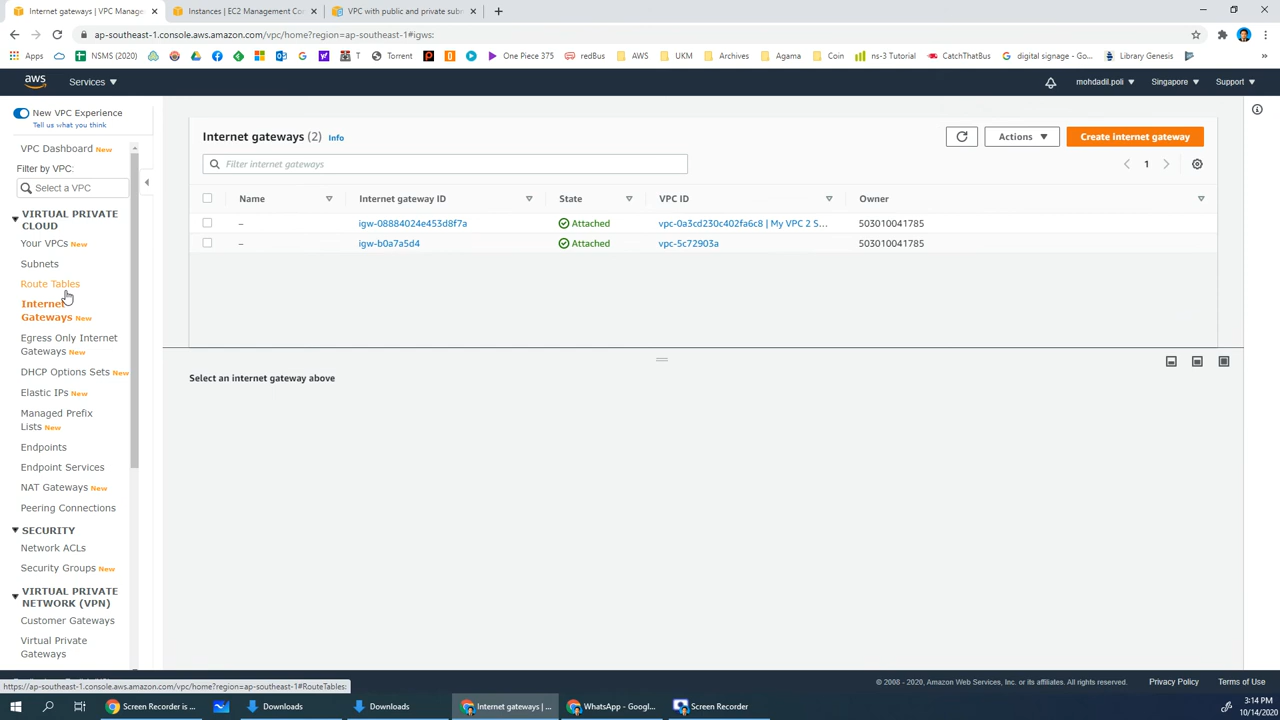 Internet gateways | VPC Manag
Instances | EC2 Management Co
VPC with public and private sub
ap-southeast-1.console.aws.amazon.com/vpc/home?region=ap-southeast-1#igws:
Apps
NSMS (T) 2020
T
Torrent
One Piece 375
redBus
AWS
UKM
Archives
Agama
Coin
ns-3 Tutorial
CatchThatBus
digital signage - Go...
Library Genesis
aws
Services
mohdadil.poli
Singapore
Support
New VPC Experience
Tell us what you think
VPC Dashboard New
Filter by VPC:
Select a VPC
VIRTUAL PRIVATE
CLOUD
Your VPCs New
Subnets
Route Tables
Internet
Gateways New
Egress Only Internet
Gateways New
DHCP Options Sets New
Elastic IPs New
Managed Prefix
Lists New
Endpoints
Endpoint Services
NAT Gateways New
Peering Connections
SECURITY
Network ACLs
Security Groups New
VIRTUAL PRIVATE
NETWORK (VPN)
Customer Gateways
Virtual Private
Gateways
Internet gateways (2) Info
Actions
Create internet gateway
Filter internet gateways
1
Name
Internet gateway ID
State
VPC ID
Owner
– igw-08884024e453d8f7a Attached vpc-0a3cd230c402fa6c8 | My VPC 2 S... 503010041785
– igw-b0a7a5d4 Attached vpc-5c72903a 503010041785
Select an internet gateway above
https://ap-southeast-1.console.aws.amazon.com/vpc/home?region=ap-southeast-1#RouteTables:
© 2008 - 2020, Amazon Web Services, Inc. or its affiliates. All rights reserved.
Privacy Policy
Terms of Use
Screen Recorder is ...
Downloads
Downloads
Internet gateways | ...
WhatsApp - Googl...
Screen Recorder
3:14 PM
10/14/2020